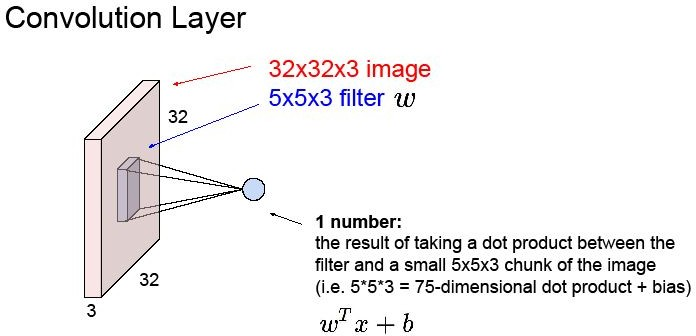 Convolution Layer
32x32x3 image
5x5x3 filter w
32
32
3
1 number:
the result of taking a dot product between the
filter and a small 5x5x3 chunk of the image
(i.e. 5*5*3 = 75-dimensional dot product + bias)
w^T x + b